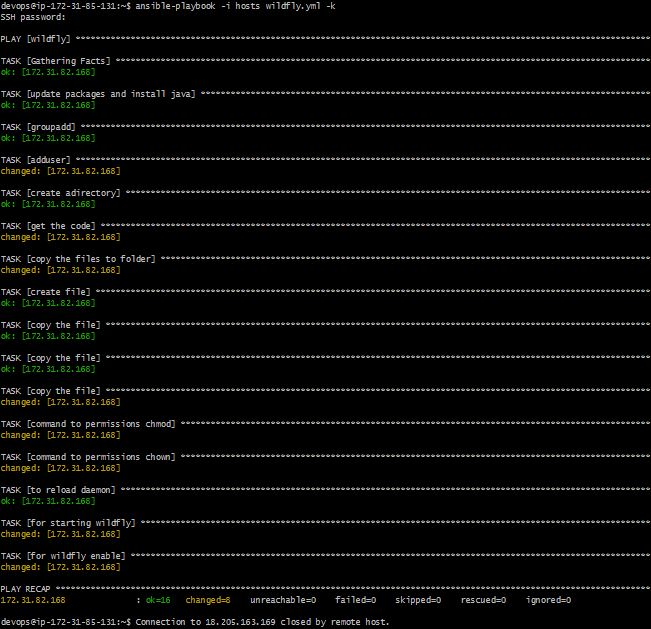 devops@ip-172-31-85-131:~$ ansible-playbook -i hosts wildfly.yml -k
SSH password:
PLAY [wildfly] ****************************************************************************************************************
TASK [Gathering Facts] ********************************************************************************************************
ok: [172.31.82.168]
TASK [update packages and install java] ***************************************************************************************
ok: [172.31.82.168]
TASK [groupadd] ***************************************************************************************************************
ok: [172.31.82.168]
TASK [adduser] ****************************************************************************************************************
changed: [172.31.82.168]
TASK [create adirectory] ******************************************************************************************************
ok: [172.31.82.168]
TASK [get the code] ***********************************************************************************************************
changed: [172.31.82.168]
TASK [copy the files to folder] ***********************************************************************************************
changed: [172.31.82.168]
TASK [create file] ************************************************************************************************************
ok: [172.31.82.168]
TASK [copy the file] **********************************************************************************************************
ok: [172.31.82.168]
TASK [copy the file] **********************************************************************************************************
ok: [172.31.82.168]
TASK [copy the file] **********************************************************************************************************
changed: [172.31.82.168]
TASK [command to permissions chmod] *******************************************************************************************
changed: [172.31.82.168]
TASK [command to permissions chown] *******************************************************************************************
changed: [172.31.82.168]
TASK [to reload daemon] *******************************************************************************************************
ok: [172.31.82.168]
TASK [for starting wildfly] ***************************************************************************************************
changed: [172.31.82.168]
TASK [for wildfly enable] *****************************************************************************************************
changed: [172.31.82.168]
PLAY RECAP ********************************************************************************************************************
172.31.82.168 : ok=16 changed=8 unreachable=0 failed=0 skipped=0 rescued=0 ignored=0
devops@ip-172-31-85-131:~$ Connection to 18.205.163.169 closed by remote host.